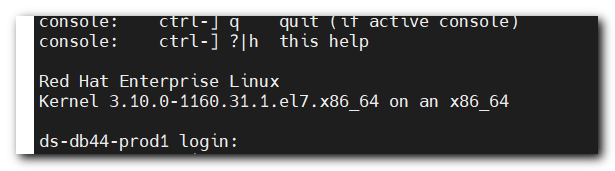 console:    ctrl-] q    quit (if active console)
console:    ctrl-] ?|h  this help
Red Hat Enterprise Linux
Kernel 3.10.0-1160.31.1.el7.x86_64 on an x86_64
ds-db44-prod1 login: